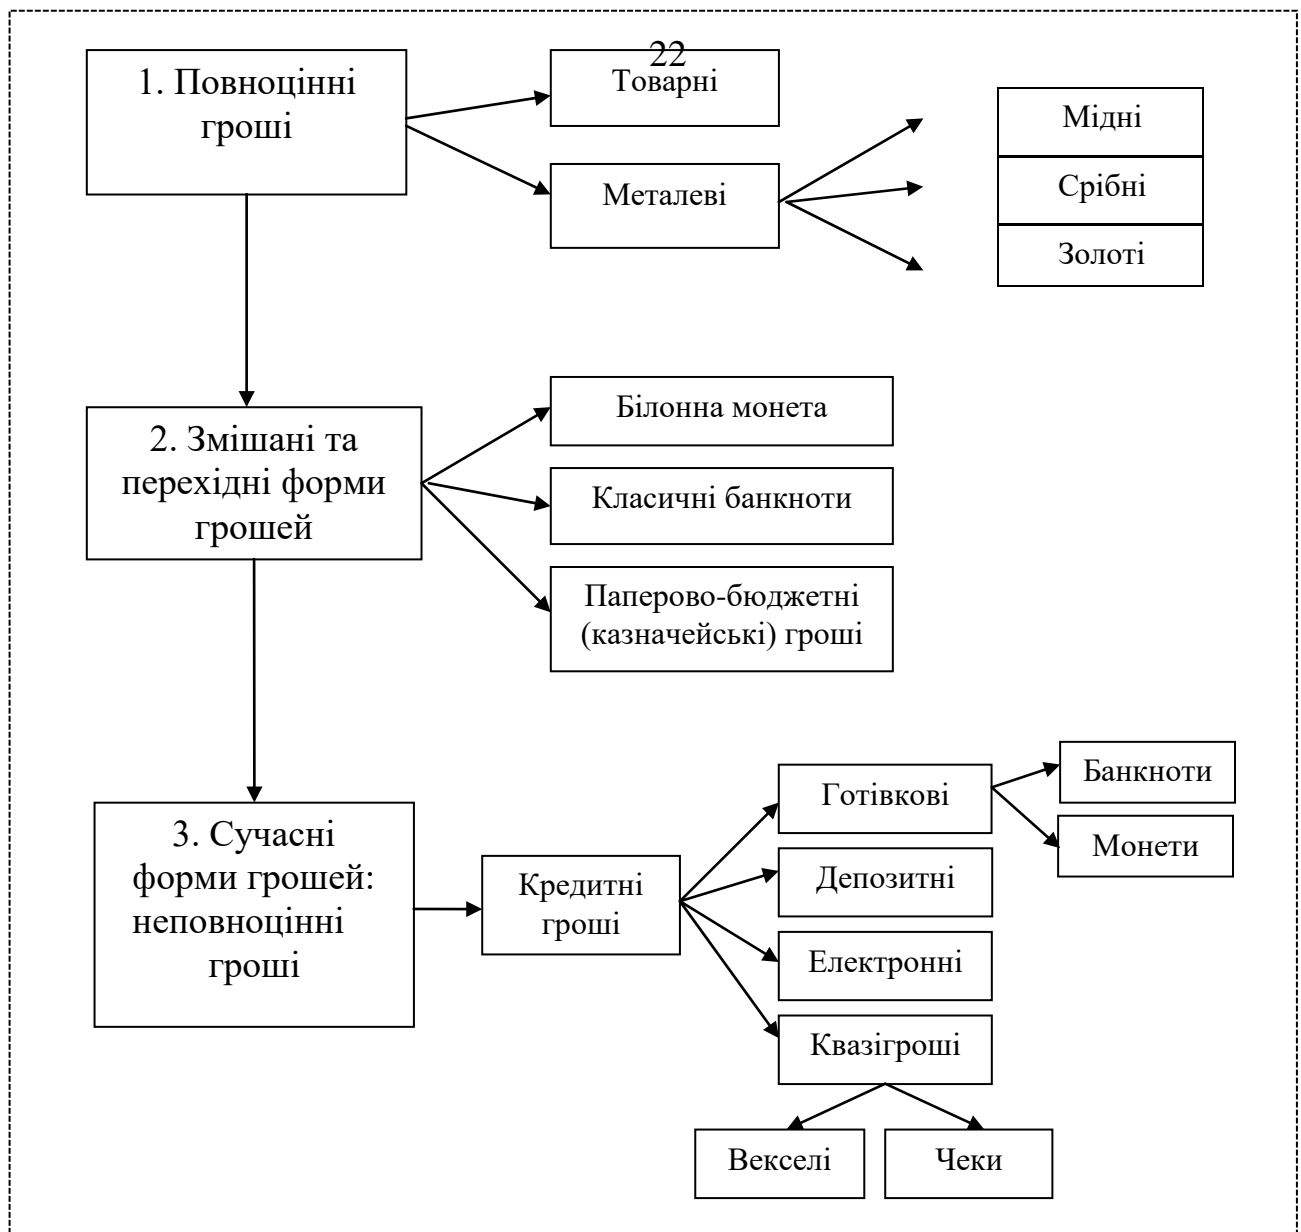 22
1. Повноцінні
гроші
Товарні
Металеві
Мідні
Срібні
Золоті
2. Змішані та
перехідні форми
грошей
Білонна монета
Класичні банкноти
Паперово-бюджетні
(казначейські) гроші
3. Сучасні
форми грошей:
неповноцінні
гроші
Кредитні
гроші
Готівкові
Депозитні
Електронні
Квазігроші
Банкноти
Монети
Векселі
Чеки